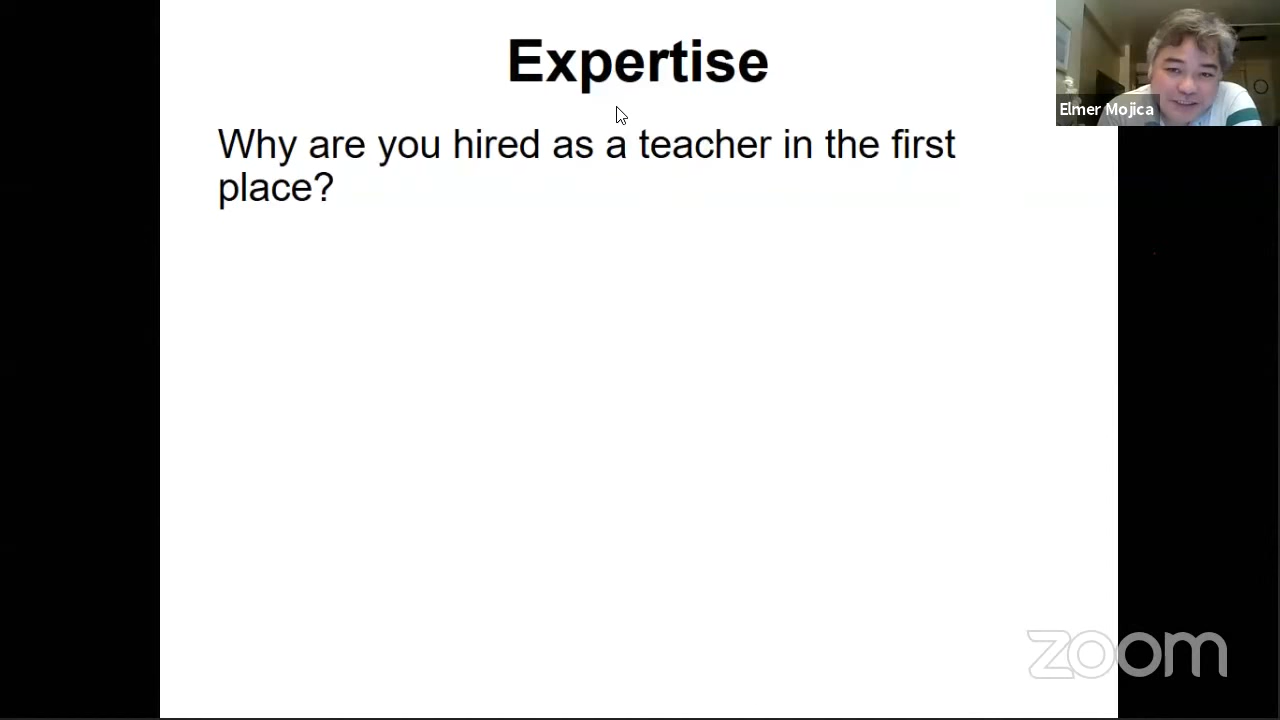 Expertise
Elmer Mojica
Why are you hired as a teacher in the first
place?
zoom